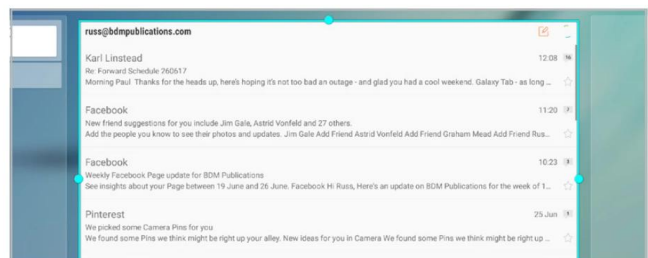 russ@bdmpublications.com
Karl Linstead 12:08 16
Re: Forward Schedule 260617
Morning Paul Thanks for the heads up, here's hoping it's not too bad an outage - and glad you had a cool weekend. Galaxy Tab - as long ...
Facebook 11:20
New friend suggestions for you include Jim Gale, Astrid Vonfeld and 27 others.
Add the people you know to see their photos and updates. Jim Gale Add Friend Astrid Vonfeld Add Friend Graham Mead Add Friend Rus...
Facebook 10:23
Weekly Facebook Page update for BDM Publications
See insights about your Page between 19 June and 26 June. Facebook Hi Russ, Here's an update on BDM Publications for the week of 1...
Pinterest 25 Jun
We picked some Camera Pins for you
We found some Pins we think might be right up your alley. New ideas for you in Camera We found some Pins we think might be right up ...